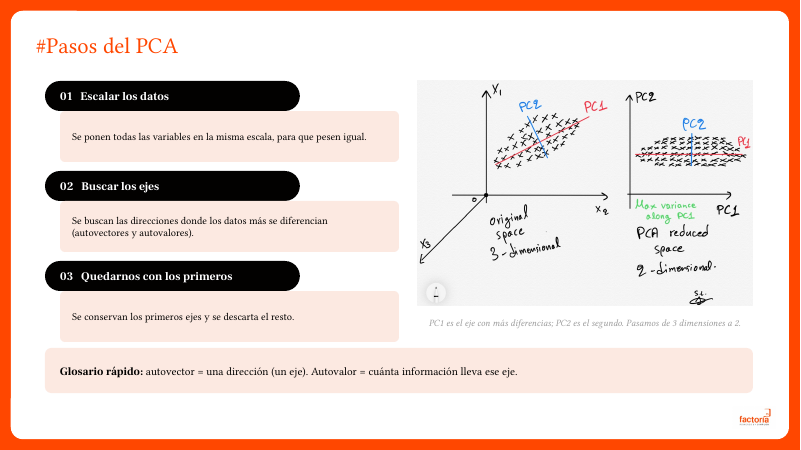 #Pasos del PCA
01 Escalar los datos
Se ponen todas las variables en la misma escala, para que pesen igual.
02 Buscar los ejes
Se buscan las direcciones donde los datos más se diferencian
(autovectores y autovalores).
03 Quedarnos con los primeros
Se conservan los primeros ejes y se descarta el resto.
X1
PC2
PC1
o
X2
X3
original
space
3-dimensional
PC2
PC2
PC1
PC1
Max variance
along PC1
PCA reduced
space
2-dimensional.
PC1 es el eje con más diferencias; PC2 es el segundo. Pasamos de 3 dimensiones a 2.
Glosario rápido: autovector = una dirección (un eje). Autovalor = cuánta información lleva ese eje.
factoría